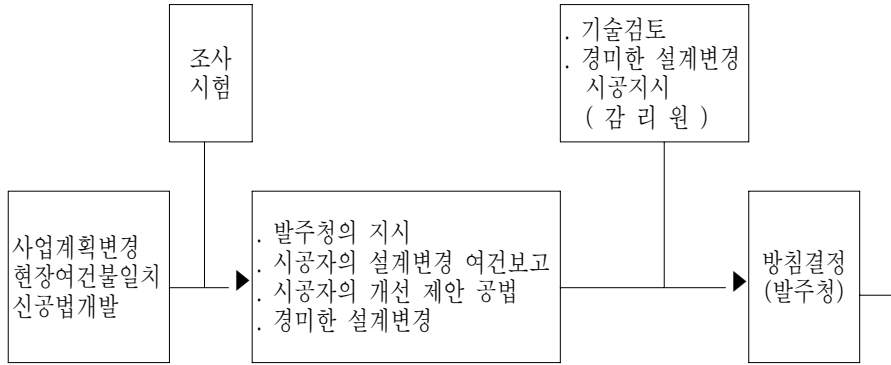 조사
시험
. 기술검토
. 경미한 설계변경
시공지시
( 감 리 원 )
사업계획변경
현장여건불일치
신공법개발
. 발주청의 지시
. 시공자의 설계변경 여건보고
. 시공자의 개선 제안 공법
. 경미한 설계변경
방침결정
(발주청)